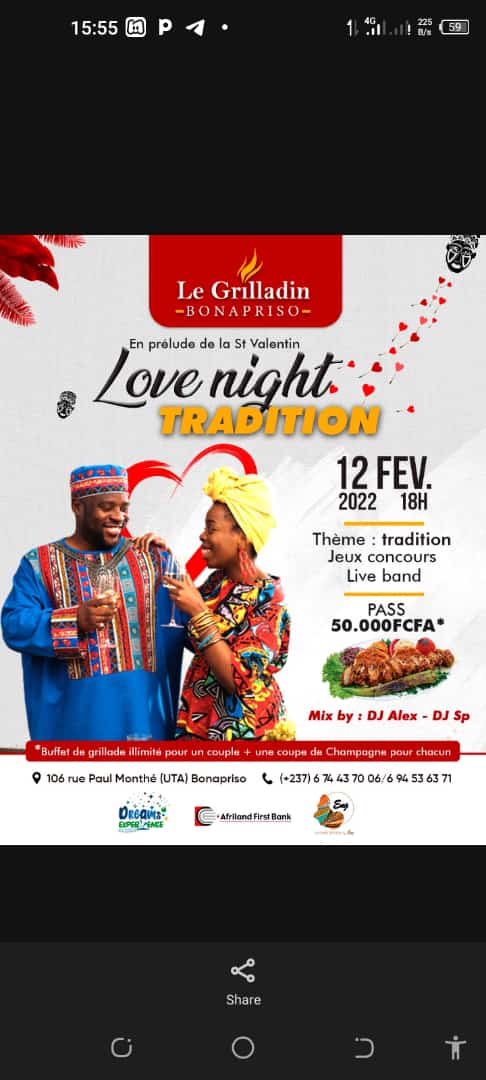 15:55
4G
225 B/s
59
Le Grilladin
BONAPRISO
En prélude de la St Valentin
Love night
TRADITION
12 FEV.
2022 18H
Thème : tradition
Jeux concours
Live band
PASS
50.000FCFA*
Mix by : DJ Alex - DJ Sp
*Buffet de grillade illimité pour un couple + une coupe de Champagne pour chacun
106 rue Paul Monthé (UTA) Bonapriso (+237) 6 74 43 70 06/6 94 53 63 71
Dreams
EXPERIENCE
Afriland First Bank
Eng
Share